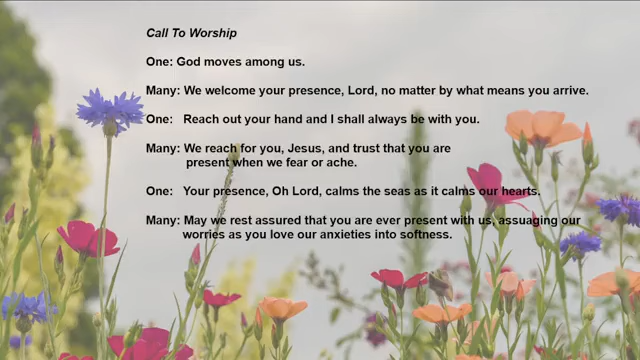 Call To Worship
One: God moves among us.
Many: We welcome your presence, Lord, no matter by what means you arrive.
One: Reach out your hand and I shall always be with you.
Many: We reach for you, Jesus, and trust that you are
present when we fear or ache.
One: Your presence, Oh Lord, calms the seas as it calms our hearts.
Many: May we rest assured that you are ever present with us, assuaging our
worries as you love our anxieties into softness.